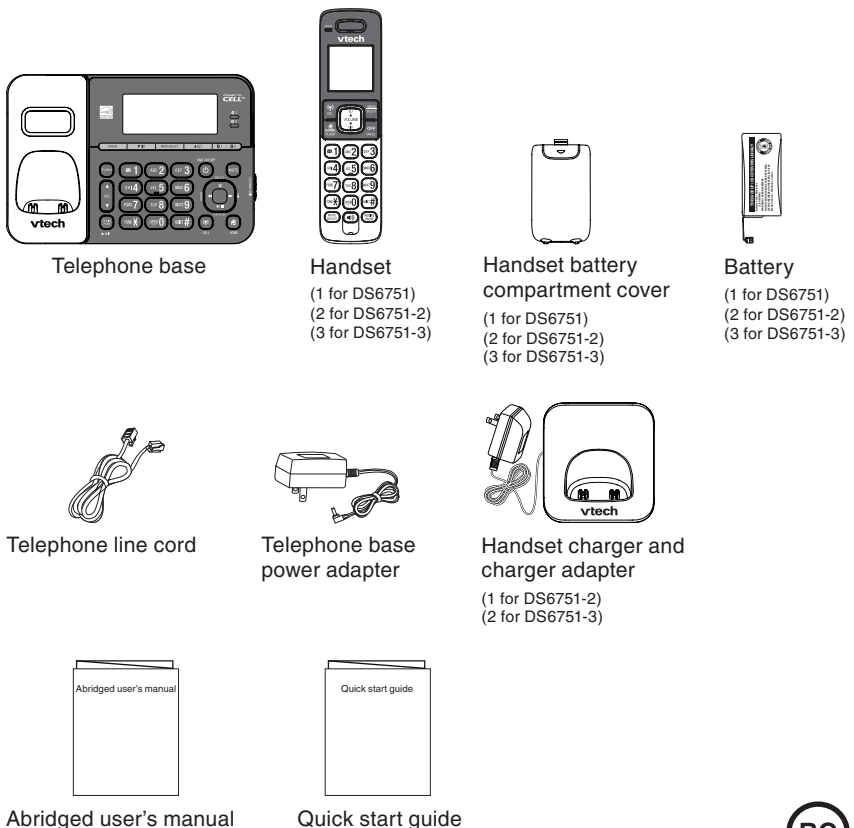 vtech
CELL
vtech
Telephone base
Handset
(1 for DS6751)
(2 for DS6751-2)
(3 for DS6751-3)
Handset battery
compartment cover
(1 for DS6751)
(2 for DS6751-2)
(3 for DS6751-3)
Battery
(1 for DS6751)
(2 for DS6751-2)
(3 for DS6751-3)
Telephone line cord
Telephone base
power adapter
vtech
Handset charger and
charger adapter
(1 for DS6751-2)
(2 for DS6751-3)
Abridged user's manual
Quick start guide
Abridged user's manual
Quick start guide